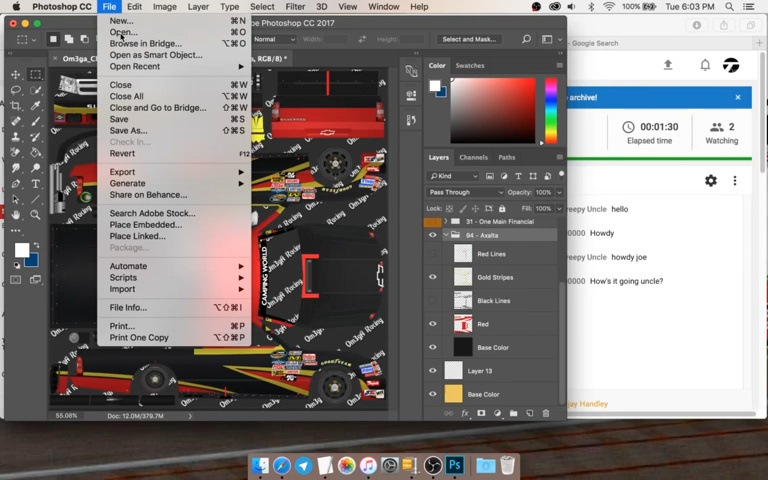 Photoshop CC File Edit Image Layer Type Select Filter 3D View Window Help 100% Tue 6:03 PM
New... ⌘N
Open... ⌘O
Browse in Bridge... ⌥⌘O
Open as Smart Object...
Open Recent
Close ⌘W
Close All ⌥⌘W
Close and Go to Bridge... ⇧⌘W
Save ⌘S
Save As... ⇧⌘S
Check In...
Revert F12
Export
Generate
Share on Behance...
Search Adobe Stock...
Place Embedded...
Place Linked...
Package...
Automate
Scripts
Import
File Info... ⌥⇧⌘I
Print... ⌘P
Print One Copy ⌥⇧⌘P
Photoshop CC 2017
Normal Width: Height: Select and Mask...
RGB/8) *
Color Swatches
Layers Channels Paths
Kind
Pass Through Opacity: 100%
Lock: Fill: 100%
31 - One Main Financial
04 - Axalta
Red Lines
Gold Stripes
Black Lines
Red
Base Color
Layer 13
Base Color
55.08% Doc: 12.0M/379.7M
CAMPING WORLD
Om3ga1 Racing
- Google Search
archive!
00:01:30
Elapsed time
2
Watching
eepy Uncle hello
Howdy
eepy Uncle howdy joe
How's it going uncle?
jay Handley
Ps